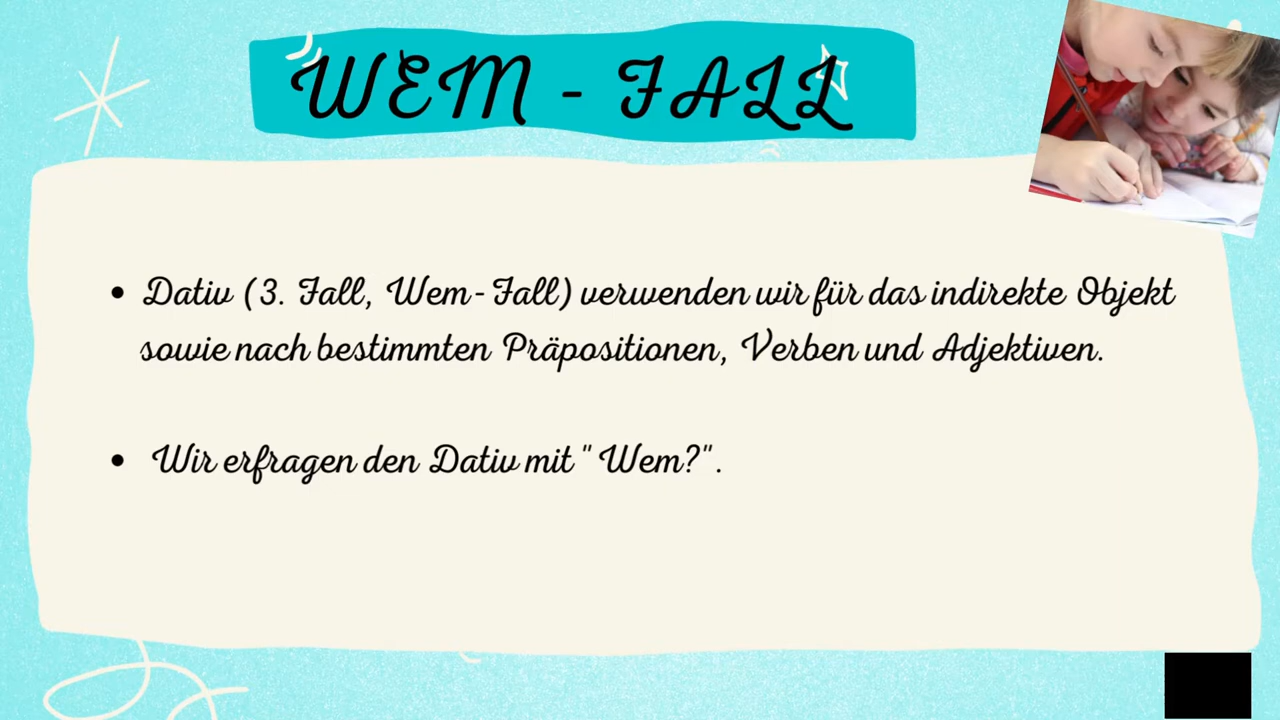 WEM - FALL
• Dativ (3. Fall, Wem-Fall) verwenden wir für das indirekte Objekt
sowie nach bestimmten Präpositionen, Verben und Adjektiven.
• Wir erfragen den Dativ mit " Wem?".